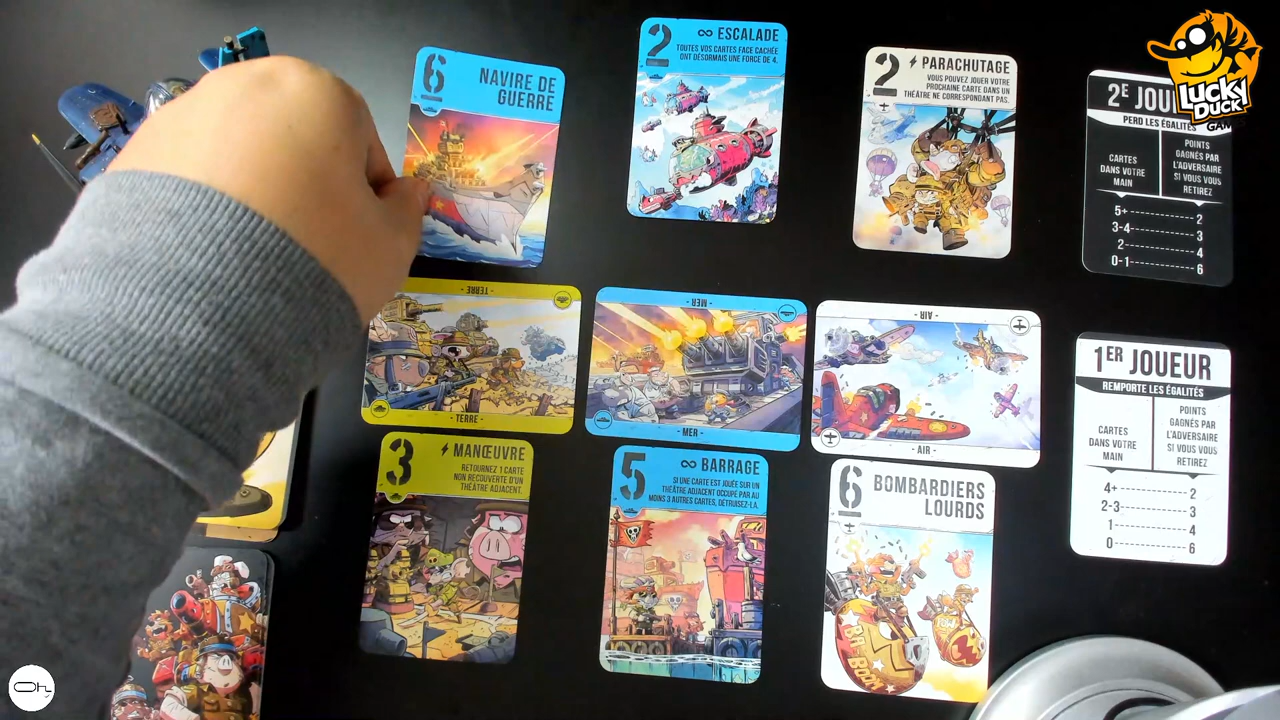 6
NAVIRE DE
GUERRE
2
∞ ESCALADE
TOUTES VOS CARTES FACE CACHÉE
ONT DÉSORMAIS UNE FORCE DE 4.
2
PARACHUTAGE
VOUS POUVEZ JOUER VOTRE
PROCHAINE CARTE DANS UN
THÉÂTRE NE CORRESPONDANT PAS.
LUCKY
DUCK
GAMES
2E JOU
PERD LES ÉGALITÉS
CARTES
DANS VOTRE
MAIN
POINTS
GAGNÉS PAR
L'ADVERSAIRE
SI VOUS VOUS
RETIREZ
5+ ---------- 2
3-4 ---------- 3
2 ---------- 4
0-1 ---------- 6
- TERRE -
- TERRE -
- MER -
- MER -
- AIR -
- AIR -
1ER JOUEUR
REMPORTE LES ÉGALITÉS
CARTES
DANS VOTRE
MAIN
POINTS
GAGNÉS PAR
L'ADVERSAIRE
SI VOUS VOUS
RETIREZ
4+ ---------- 2
2-3 ---------- 3
1 ---------- 4
0 ---------- 6
3
MANŒUVRE
RETOURNEZ 1 CARTE
NON RECOUVERTE D'UN
THÉÂTRE ADJACENT.
5
∞ BARRAGE
SI UNE CARTE EST JOUÉE SUR UN
THÉÂTRE ADJACENT OCCUPÉ PAR AU
MOINS 3 AUTRES CARTES, DÉTRUISEZ-LA.
6
BOMBARDIERS
LOURDS
POW
BIG BOOM
Oh